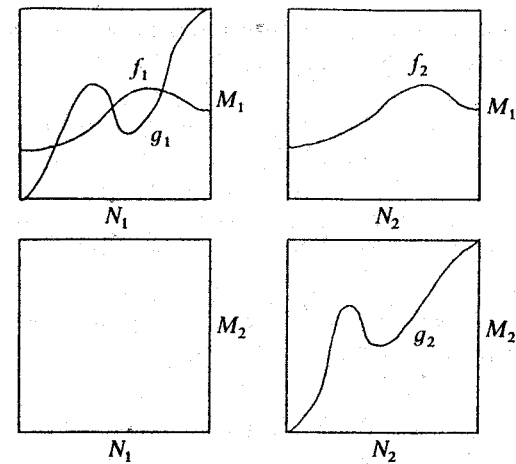 f₁ f₂
M₁ M₁
g₁
N₁ N₂
M₂ M₂
g₂
N₁ N₂